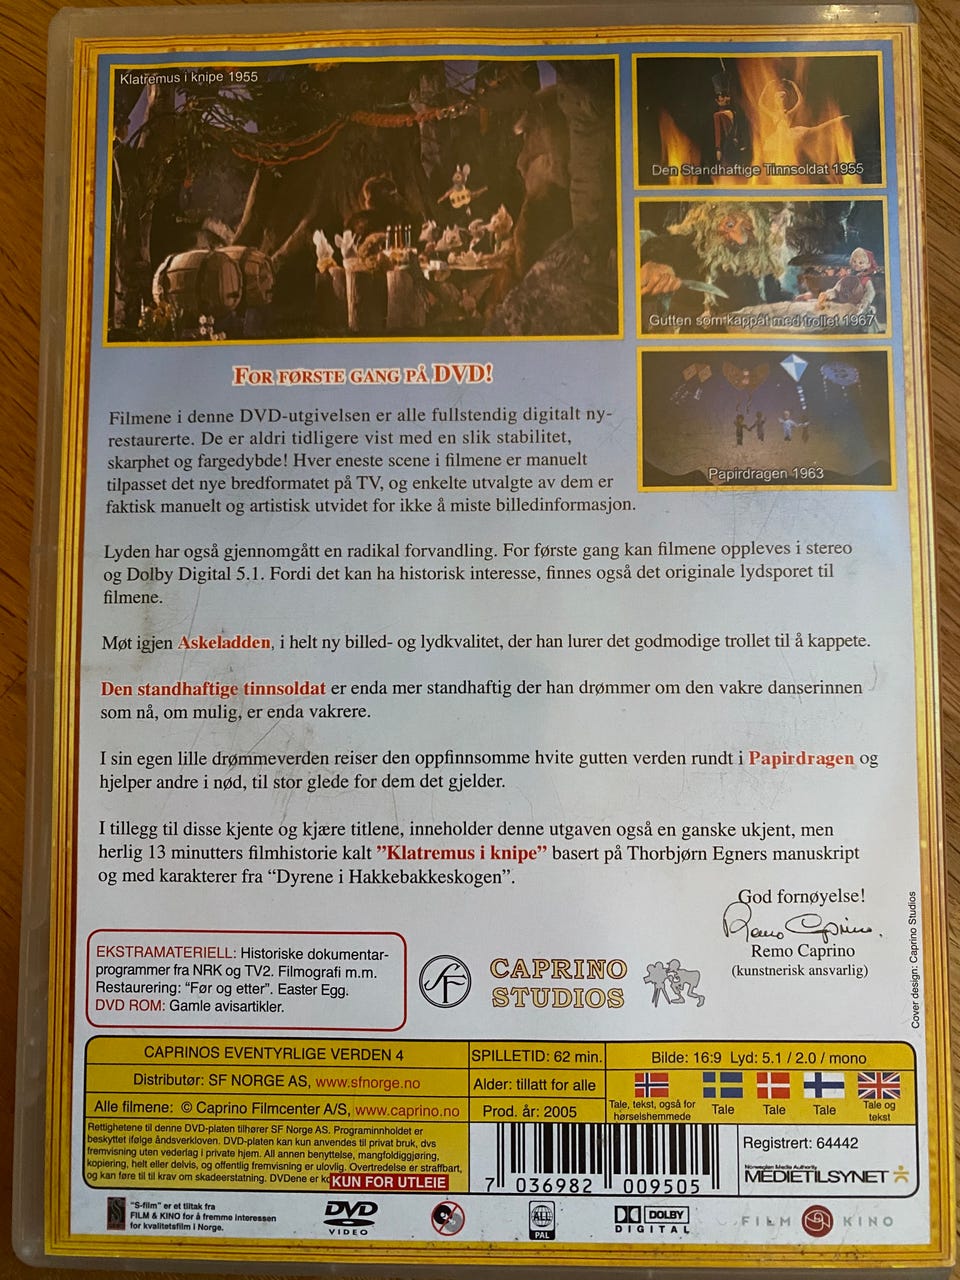 Klatremus i knipe 1955
Den Standhaftige Tinnsoldat 1955
Gutten som kappåt med trollet 1967
Papirdragen 1963
FOR FØRSTE GANG PÅ DVD!
Filmene i denne DVD-utgivelsen er alle fullstendig digitalt ny-
restaurerte. De er aldri tidligere vist med en slik stabilitet,
skarphet og fargedybde! Hver eneste scene i filmene er manuelt
tilpasset det nye bredformatet på TV, og enkelte utvalgte av dem er
faktisk manuelt og artistisk utvidet for ikke å miste billedinformasjon.
Lyden har også gjennomgått en radikal forvandling. For første gang kan filmene oppleves i stereo
og Dolby Digital 5.1. Fordi det kan ha historisk interesse, finnes også det originale lydsporet til
filmene.
Møt igjen Askeladden, i helt ny billed- og lydkvalitet, der han lurer det godmodige trollet til å kappete.
Den standhaftige tinnsoldat er enda mer standhaftig der han drømmer om den vakre danserinnen
som nå, om mulig, er enda vakrere.
I sin egen lille drømmeverden reiser den oppfinnsomme hvite gutten verden rundt i Papirdragen og
hjelper andre i nød, til stor glede for dem det gjelder.
I tillegg til disse kjente og kjære titlene, inneholder denne utgaven også en ganske ukjent, men
herlig 13 minutters filmhistorie kalt ”Klatremus i knipe” basert på Thorbjørn Egners manuskript
og med karakterer fra “Dyrene i Hakkebakkeskogen”.
God fornøyelse!
Remo Caprino.
Remo Caprino
(kunstnerisk ansvarlig)
Cover design: Caprino Studios
EKSTRAMATERIELL: Historiske dokumentar-
programmer fra NRK og TV2. Filmografi m.m.
Restaurering: “Før og etter”. Easter Egg.
DVD ROM: Gamle avisartikler.
SF
CAPRINO
STUDIOS
CAPRINOS EVENTYRLIGE VERDEN 4
SPILLETID: 62 min.
Bilde: 16:9 Lyd: 5.1 / 2.0 / mono
Distributør: SF NORGE AS, www.sfnorge.no
Alder: tillatt for alle
Alle filmene: © Caprino Filmcenter A/S, www.caprino.no
Prod. år: 2005
Tale, tekst, også for
hørselshemmede
Tale
Tale
Tale
Tale og
tekst
Rettighetene til denne DVD-platen tilhører SF Norge AS. Programinnholdet er
beskyttet ifølge åndsverkloven. DVD-platen kan kun anvendes til privat bruk, dvs
fremvisning uten vederlag i private hjem. All annen benyttelse, mangfoldiggjøring,
kopiering, helt eller delvis, og offentlig fremvisning er ulovlig. Overtredelse er straffbart,
og kan føre til til krav om skadeerstatning. DVDene er
KUN FOR UTLEIE
7 036982 009505
Registrert: 64442
Norwegian Media Authority
MEDIETILSYNET
S
“S-film” er et tiltak fra
FILM & KINO for å fremme interessen
for kvalitetsfilm i Norge.
DVD
VIDEO
ALL
PAL
DOLBY
DIGITAL
FILM KINO